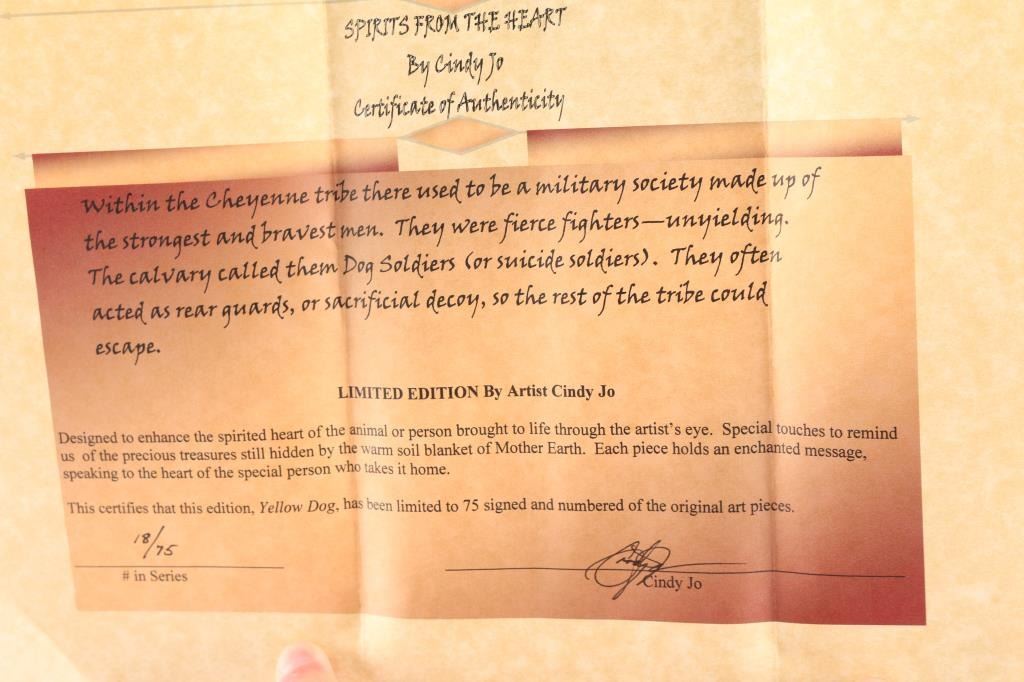 SPIRITS FROM THE HEART
By Cindy Jo
Certificate of Authenticity
Within the Cheyenne tribe there used to be a military society made up of
the strongest and bravest men. They were fierce fighters—unyielding.
The calvary called them Dog Soldiers (or suicide soldiers). They often
acted as rear guards, or sacrificial decoy, so the rest of the tribe could
escape.
LIMITED EDITION By Artist Cindy Jo
Designed to enhance the spirited heart of the animal or person brought to life through the artist's eye. Special touches to remind
us of the precious treasures still hidden by the warm soil blanket of Mother Earth. Each piece holds an enchanted message,
speaking to the heart of the special person who takes it home.
This certifies that this edition, Yellow Dog, has been limited to 75 signed and numbered of the original art pieces.
18/75
# in Series
Cindy Jo